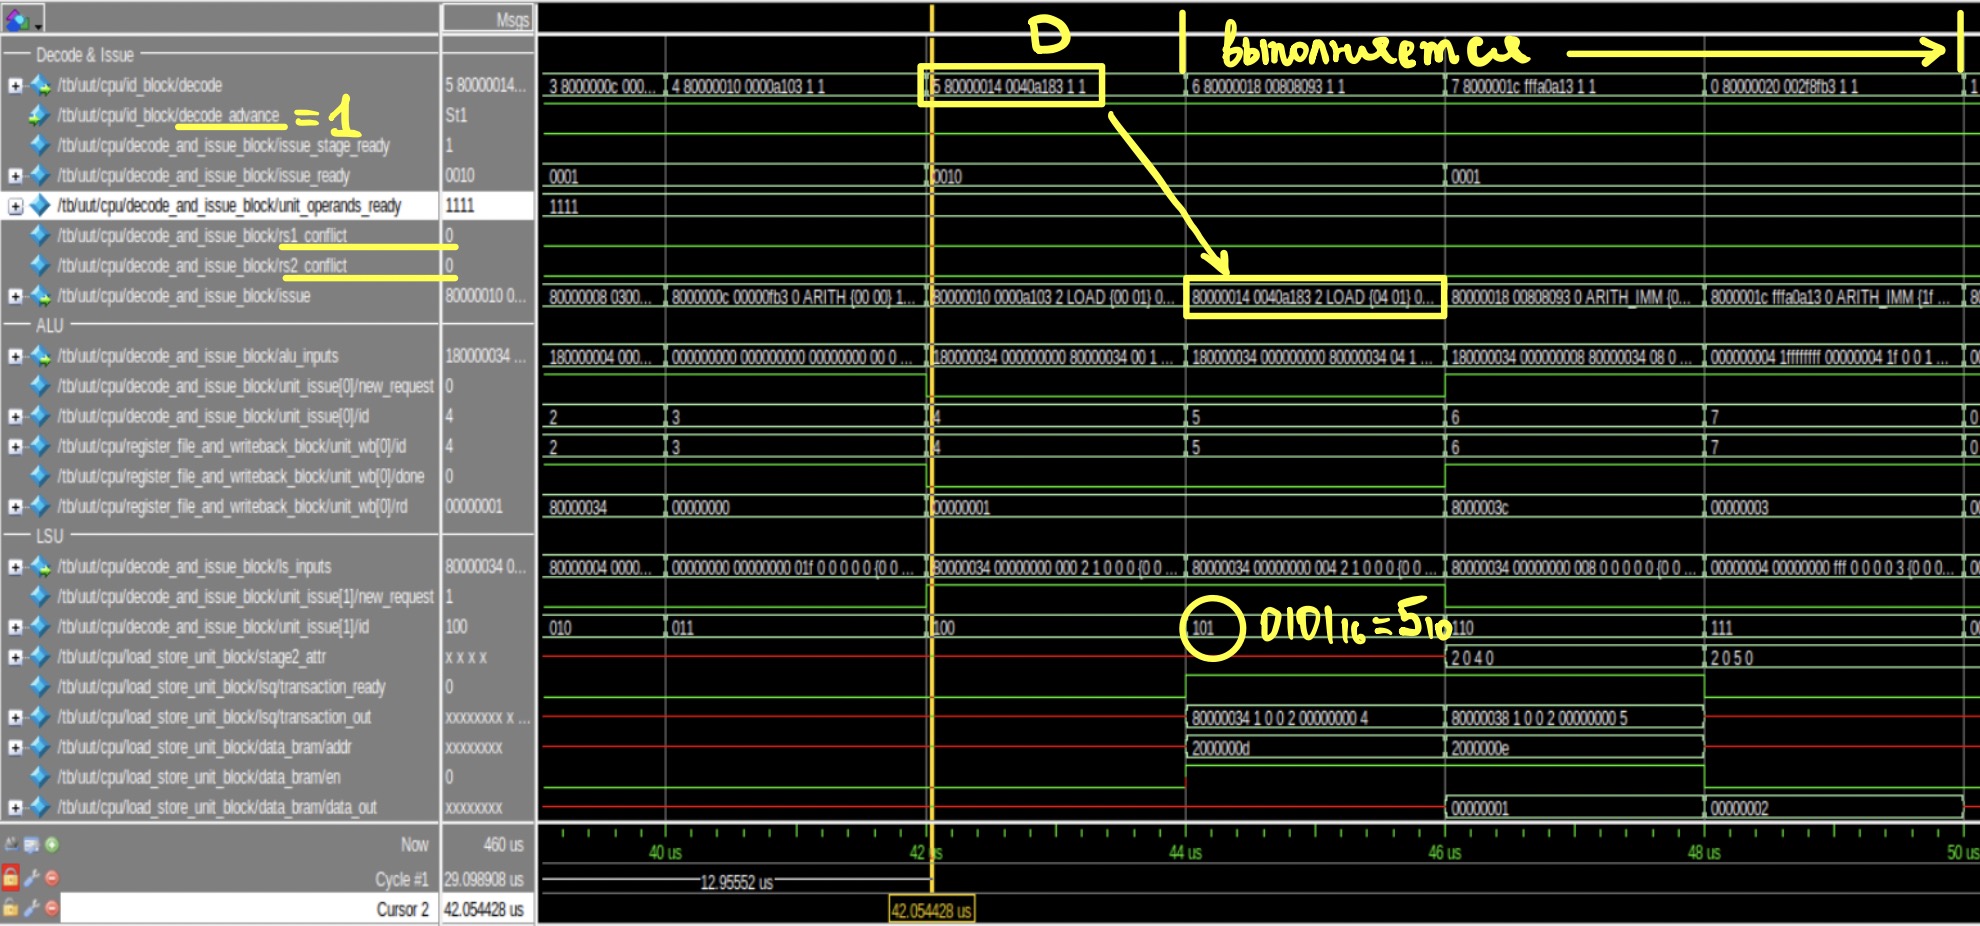 Msgs
D
выполняется
Decode & Issue
/tb/uut/cpu/id_block/decode 5 80000014... 3 8000000c 000... 4 80000010 0000a103 1 1 5 80000014 0040a183 1 1 6 80000018 00808093 1 1 7 8000001c fffa0a13 1 1 0 80000020 002f8fb3 1 1 1
/tb/uut/cpu/id_block/decode_advance = 1 St1
/tb/uut/cpu/decode_and_issue_block/issue_stage_ready 1
/tb/uut/cpu/decode_and_issue_block/issue_ready 0010 0001 0010 0001
/tb/uut/cpu/decode_and_issue_block/unit_operands_ready 1111 1111
/tb/uut/cpu/decode_and_issue_block/rs1_conflict 0
/tb/uut/cpu/decode_and_issue_block/rs2_conflict 0
/tb/uut/cpu/decode_and_issue_block/issue 80000010 0... 80000008 0300... 8000000c 00000fb3 0 ARITH {00 00} 1... 80000010 0000a103 2 LOAD {00 01} 0... 80000014 0040a183 2 LOAD {04 01} 0... 80000018 00808093 0 ARITH_IMM {0... 8000001c fffa0a13 0 ARITH_IMM {1f ... 8
ALU
/tb/uut/cpu/decode_and_issue_block/alu_inputs 180000034 ... 180000004 000... 000000000 000000000 00000000 00 0 ... 180000034 000000000 80000034 00 1 ... 180000034 000000000 80000034 04 1 ... 180000034 000000008 80000034 08 0 ... 000000004 1ffffffff 00000004 1f 0 0 1 ... 00
/tb/uut/cpu/decode_and_issue_block/unit_issue[0]/new_request 0
/tb/uut/cpu/decode_and_issue_block/unit_issue[0]/id 4 2 3 4 5 6 7 0
/tb/uut/cpu/register_file_and_writeback_block/unit_wb[0]/id 4 2 3 4 5 6 7 0
/tb/uut/cpu/register_file_and_writeback_block/unit_wb[0]/done 0
/tb/uut/cpu/register_file_and_writeback_block/unit_wb[0]/rd 00000001 80000034 00000000 00000001 8000003c 00000003 00
LSU
/tb/uut/cpu/decode_and_issue_block/ls_inputs 80000034 0... 80000004 0000... 00000000 00000000 01f 0 0 0 0 0 {0 0 ... 80000034 00000000 000 2 1 0 0 0 {0 0 ... 80000034 00000000 004 2 1 0 0 0 {0 0 ... 80000034 00000000 008 0 0 0 0 0 {0 0 ... 00000004 00000000 fff 0 0 0 0 3 {0 0 0... 00
/tb/uut/cpu/decode_and_issue_block/unit_issue[1]/new_request 1
/tb/uut/cpu/decode_and_issue_block/unit_issue[1]/id 100 010 011 100 101 0101₁₆ = 5₁₀ 110 111 00
/tb/uut/cpu/load_store_unit_block/stage2_attr x x x x 2 0 4 0 2 0 5 0
/tb/uut/cpu/load_store_unit_block/lsq/transaction_ready 0
/tb/uut/cpu/load_store_unit_block/lsq/transaction_out xxxxxxxx x ... 80000034 1 0 0 2 00000000 4 80000038 1 0 0 2 00000000 5
/tb/uut/cpu/load_store_unit_block/data_bram/addr xxxxxxxx 2000000d 2000000e
/tb/uut/cpu/load_store_unit_block/data_bram/en 0
/tb/uut/cpu/load_store_unit_block/data_bram/data_out xxxxxxxx 00000001 00000002
Now 460 us 40 us 42 us 44 us 46 us 48 us 50 us
Cycle #1 29.098908 us 12.95552 us
Cursor 2 42.054428 us 42.054428 us